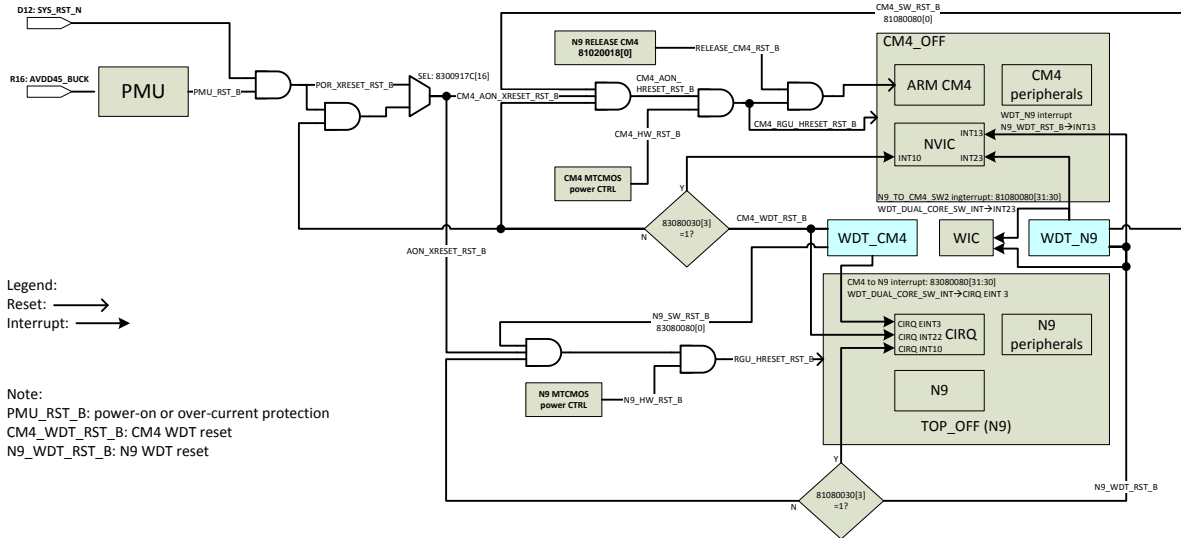 D12: SYS_RST_N
CM4_SW_RST_B
81080080[0]
R16: AVDD45_BUCK
PMU
PMU_RST_B
POR_XRESET_RST_B
SEL: 8300917C[16]
CM4_AON_XRESET_RST_B
N9 RELEASE CM4
81020018[0]
RELEASE_CM4_RST_B
CM4_AON_
HRESET_RST_B
CM4_HW_RST_B
CM4_RGU_HRESET_RST_B
CM4 MTCMOS
power CTRL
CM4_OFF
ARM CM4
CM4
peripherals
WDT_N9 interrupt
N9_WDT_RST_B→INT13
INT13
NVIC
INT10
INT23
N9_TO_CM4_SW2 ingterrupt: 81080080[31:30]
WDT_DUAL_CORE_SW_INT→INT23
Y
83080030[3]
=1?
N
CM4_WDT_RST_B
WDT_CM4
WIC
WDT_N9
AON_XRESET_RST_B
Legend:
Reset:
Interrupt:
CM4 to N9 interrupt: 83080080[31:30]
WDT_DUAL_CORE_SW_INT→CIRQ EINT 3
N9_SW_RST_B
83080080[0]
CIRQ EINT3
CIRQ INT22
CIRQ INT10
CIRQ
N9
peripherals
RGU_HRESET_RST_B
N9 MTCMOS
power CTRL
N9_HW_RST_B
N9
TOP_OFF (N9)
Note:
PMU_RST_B: power-on or over-current protection
CM4_WDT_RST_B: CM4 WDT reset
N9_WDT_RST_B: N9 WDT reset
Y
81080030[3]
=1?
N
N9_WDT_RST_B